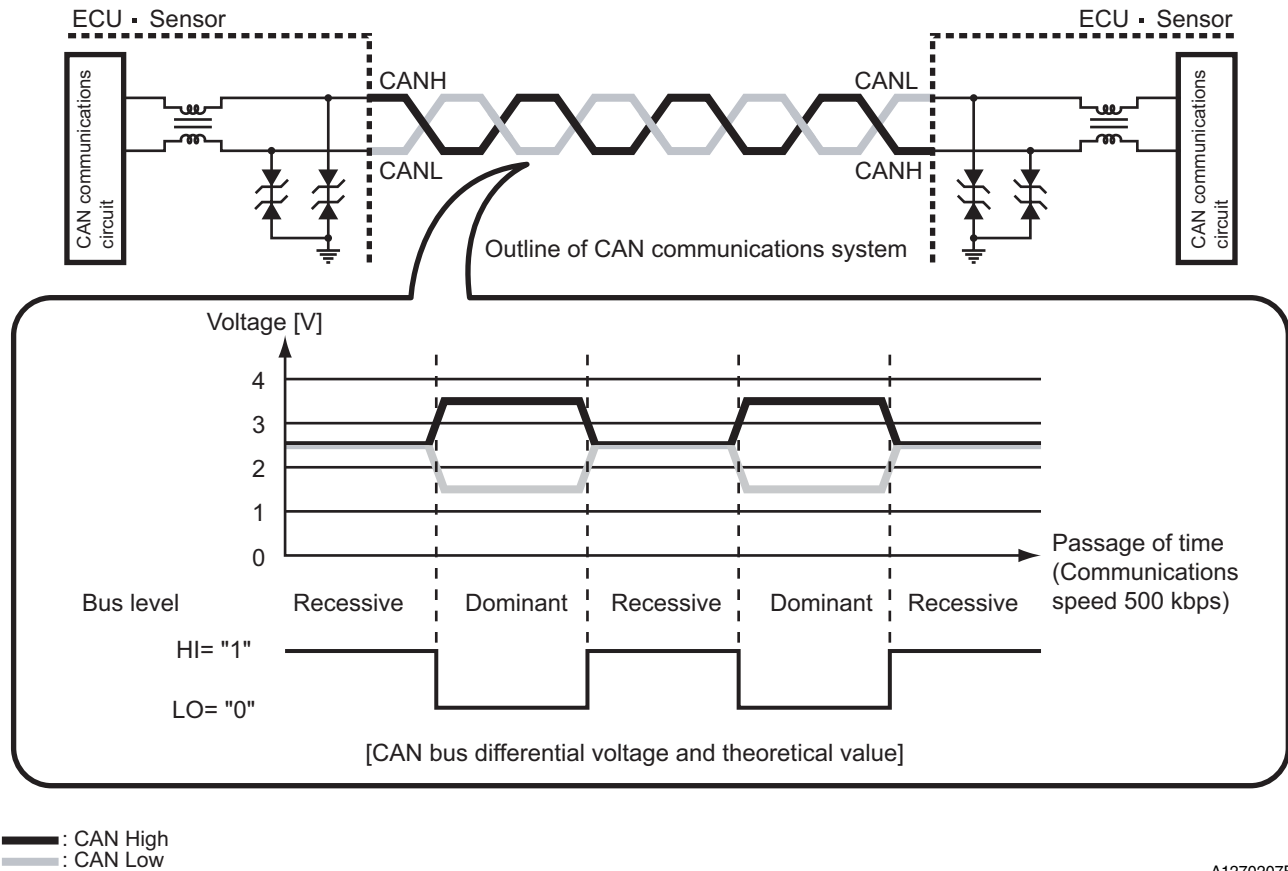 ECU ▪ Sensor
ECU ▪ Sensor
CAN communications
circuit
CANH
CANL
CANL
CANH
CAN communications
circuit
Outline of CAN communications system
Voltage [V]
4
3
2
1
0
Passage of time
(Communications
speed 500 kbps)
Bus level
Recessive
Dominant
Recessive
Dominant
Recessive
HI= "1"
LO= "0"
[CAN bus differential voltage and theoretical value]
: CAN High
: CAN Low